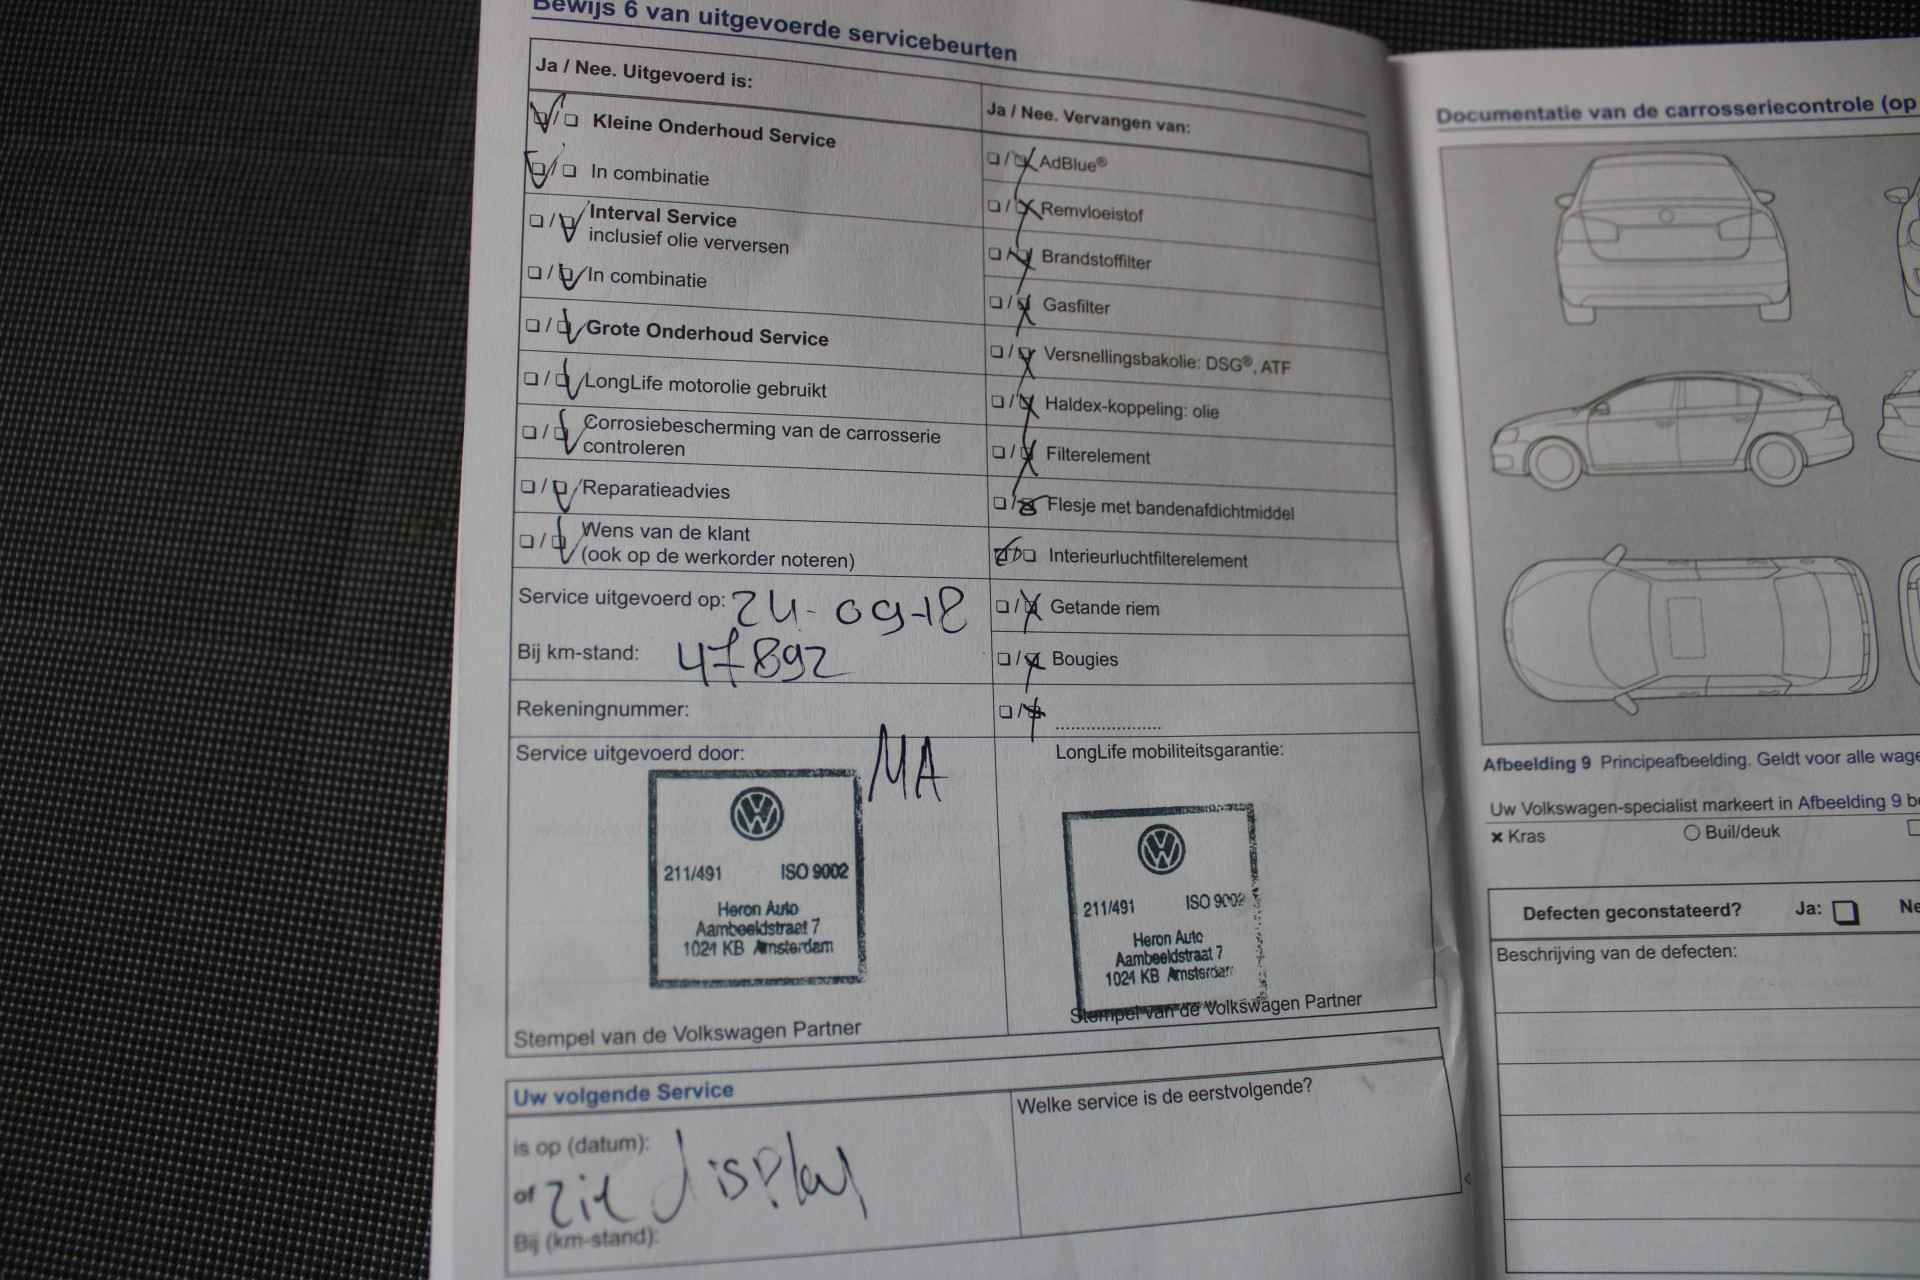 Bewijs 6 van uitgevoerde servicebeurten
Ja / Nee. Uitgevoerd is:
Kleine Onderhoud Service
In combinatie
Interval Service
inclusief olie verversen
In combinatie
Grote Onderhoud Service
LongLife motorolie gebruikt
Corrosiebescherming van de carrosserie
controleren
Reparatieadvies
Wens van de klant
(ook op de werkorder noteren)
Service uitgevoerd op: 24-09-18
Bij km-stand: 47892
Rekeningnummer:
Service uitgevoerd door:
MA
211/491 ISO 9002
Heron Auto
Aambeeldstraat 7
1021 KB Amsterdam
Stempel van de Volkswagen Partner
Ja / Nee. Vervangen van:
AdBlue®
Remvloeistof
Brandstoffilter
Gasfilter
Versnellingsbakolie: DSG®, ATF
Haldex-koppeling: olie
Filterelement
Flesje met bandenafdichtmiddel
Interieurluchtfilterelement
Getande riem
Bougies
....................
LongLife mobiliteitsgarantie:
211/491 ISO 9002
Heron Auto
Aambeeldstraat 7
1021 KB Amsterdam
Stempel van de Volkswagen Partner
Uw volgende Service
is op (datum):
of zie display
Bij (km-stand):
Welke service is de eerstvolgende?
Documentatie van de carrosseriecontrole (op
Afbeelding 9 Principeafbeelding. Geldt voor alle wage
Uw Volkswagen-specialist markeert in Afbeelding 9 be
× Kras
Buil/deuk
Defecten geconstateerd? Ja: Ne
Beschrijving van de defecten: